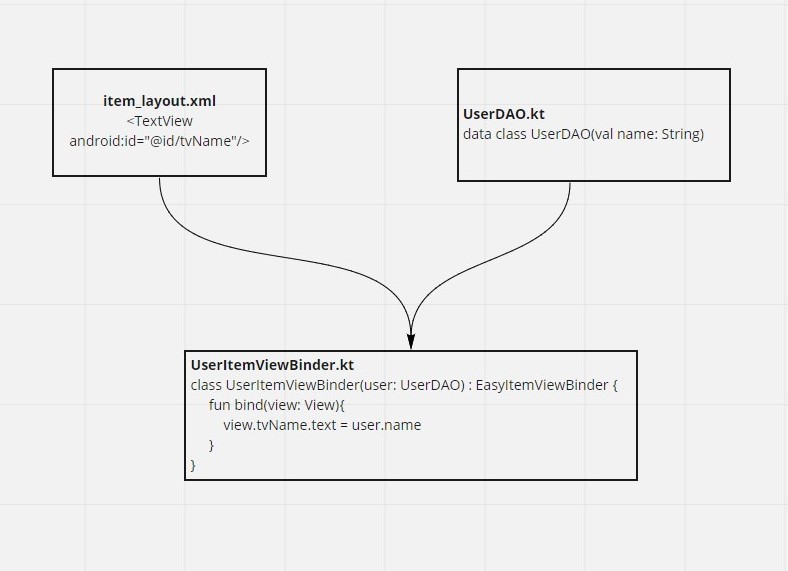 item_layout.xml
<TextView
android:id="@id/tvName"/>
UserDAO.kt
data class UserDAO(val name: String)
UserItemViewBinder.kt
class UserItemViewBinder(user: UserDAO) : EasyItemViewBinder {
fun bind(view: View){
view.tvName.text = user.name
}
}